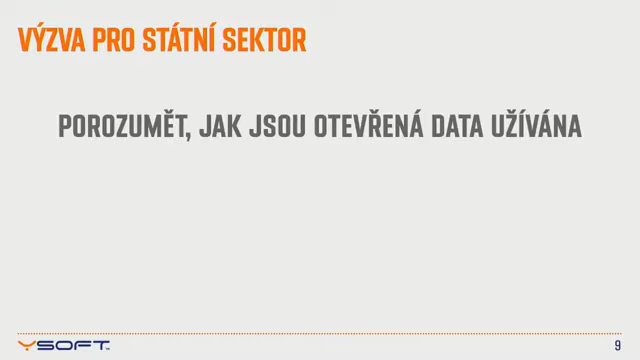 VÝZVA PRO STÁTNÍ SEKTOR
POROZUMĚT, JAK JSOU OTEVŘENÁ DATA UŽÍVÁNA
YSOFT
9